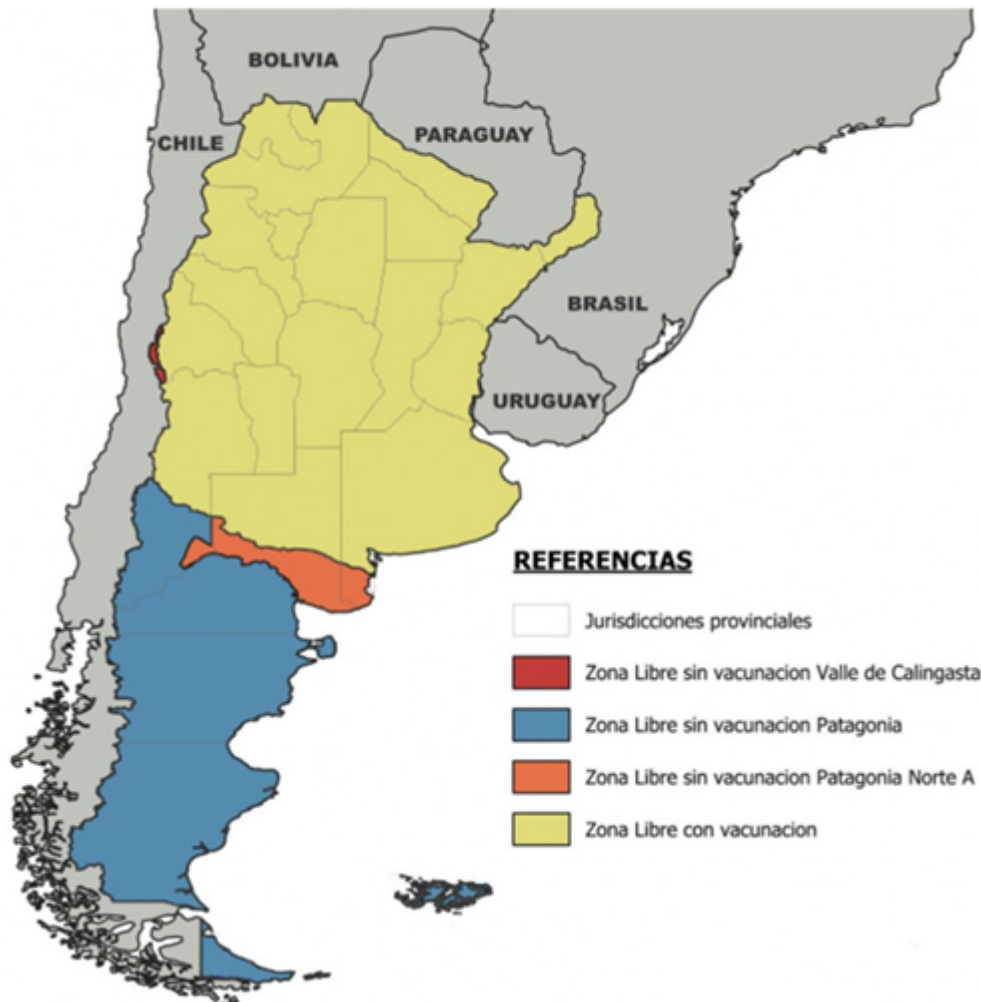 BOLIVIA
CHILE
PARAGUAY
BRASIL
URUGUAY
REFERENCIAS
Jurisdicciones provinciales
Zona Libre sin vacunacion Valle de Calingasta
Zona Libre sin vacunacion Patagonia
Zona Libre sin vacunacion Patagonia Norte A
Zona Libre con vacunacion